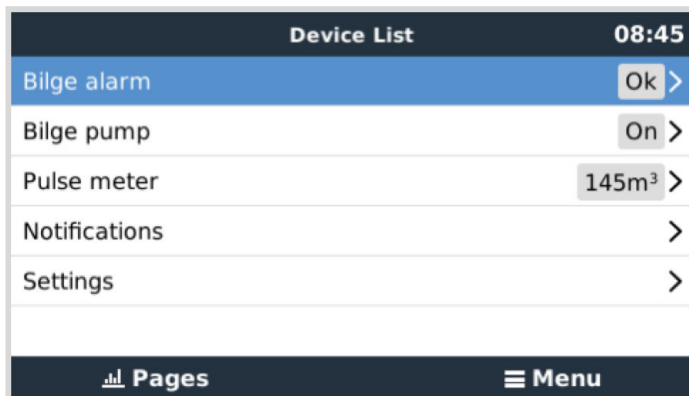 Device List 08:45
Bilge alarm Ok
Bilge pump On
Pulse meter 145m³
Notifications
Settings
Pages Menu